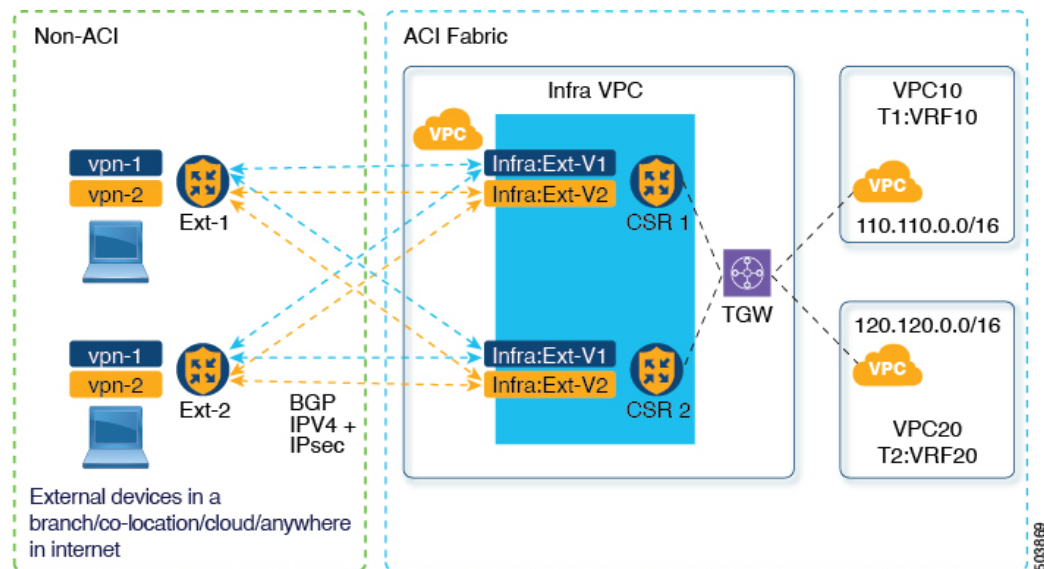 Non-ACI
vpn-1
vpn-2
Ext-1
vpn-1
vpn-2
Ext-2
BGP
IPV4 +
IPsec
External devices in a
branch/co-location/cloud/anywhere
in internet
ACI Fabric
Infra VPC
VPC
Infra:Ext-V1
Infra:Ext-V2
CSR 1
Infra:Ext-V1
Infra:Ext-V2
CSR 2
TGW
VPC10
T1:VRF10
VPC
110.110.0.0/16
120.120.0.0/16
VPC
VPC20
T2:VRF20
503869